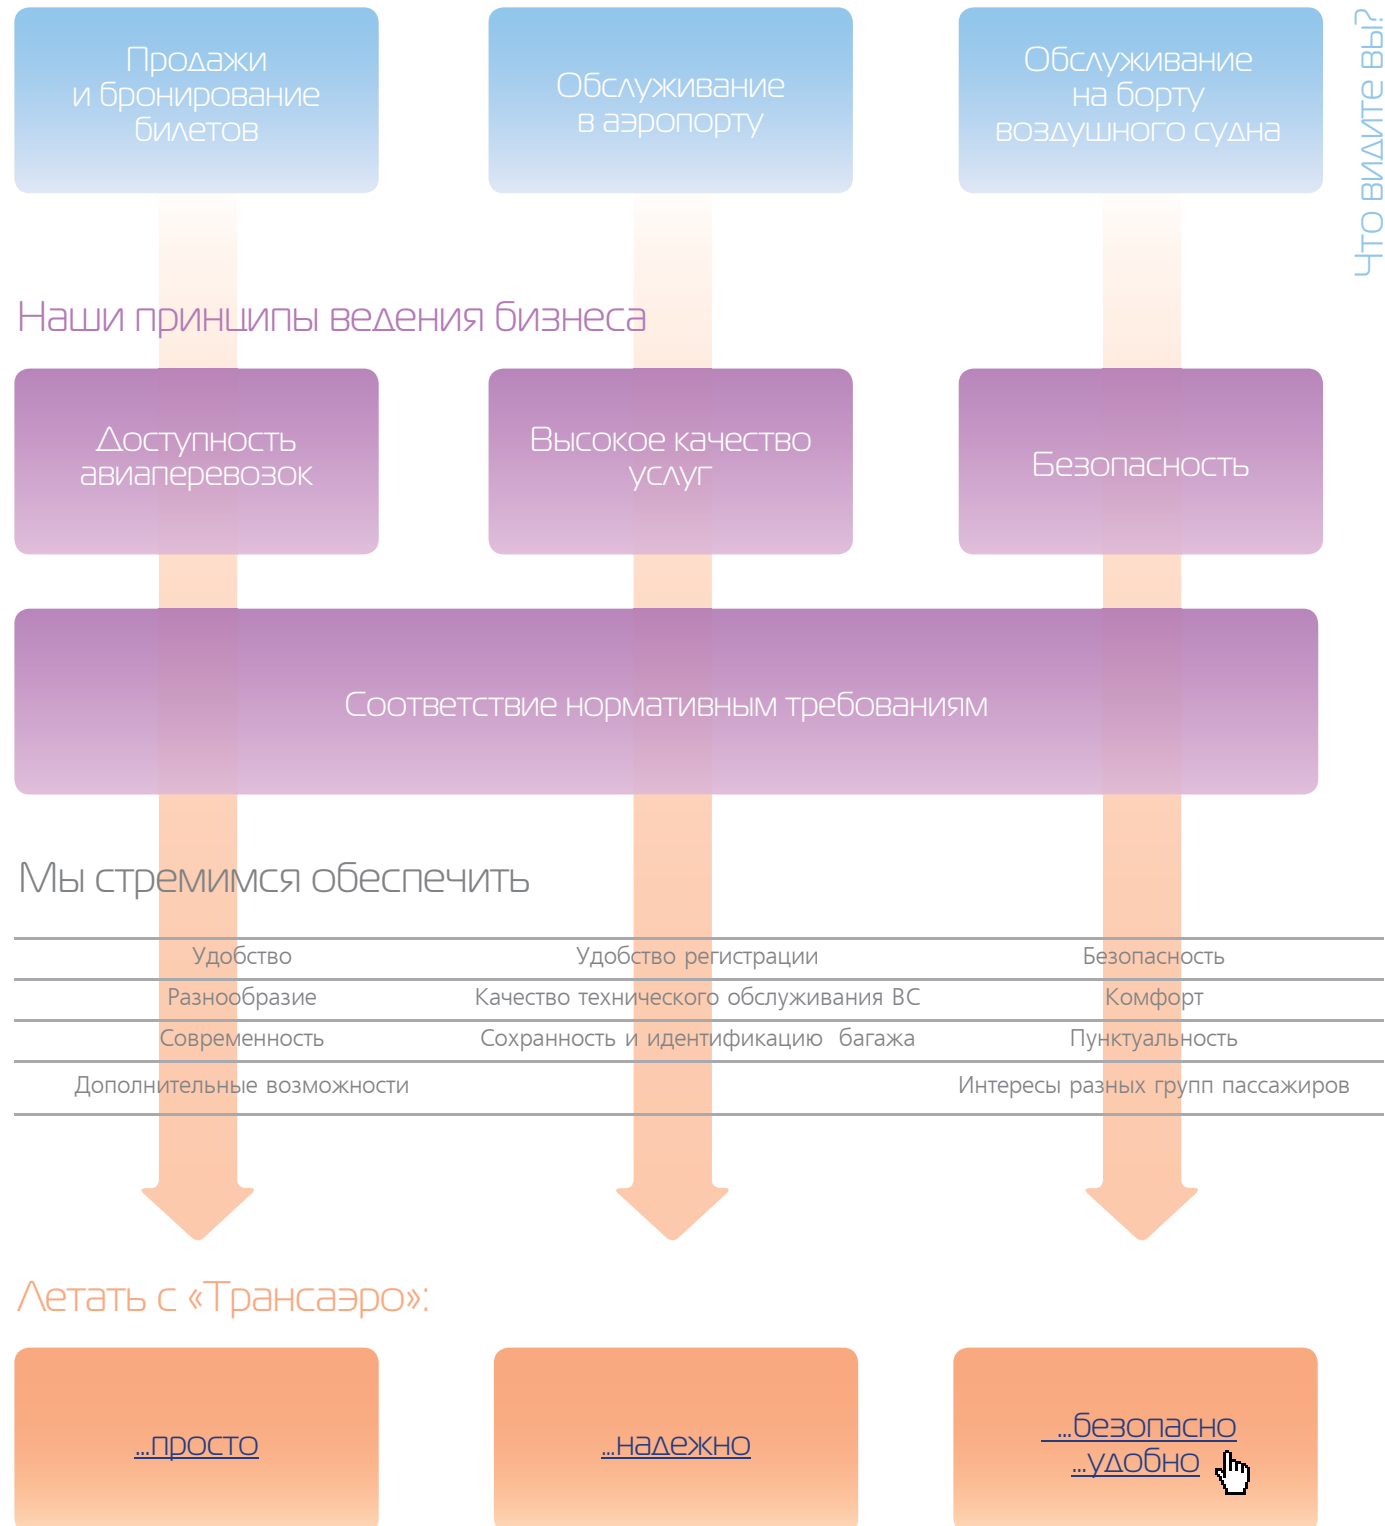 Продажи
и бронирование
билетов
Обслуживание
в аэропорту
Обслуживание
на борту
воздушного судна
Что видите вы?
Наши принципы ведения бизнеса
Доступность
авиаперевозок
Высокое качество
услуг
Безопасность
Соответствие нормативным требованиям
Мы стремимся обеспечить
Удобство Удобство регистрации Безопасность
Разнообразие Качество технического обслуживания ВС Комфорт
Современность Сохранность и идентификацию багажа Пунктуальность
Дополнительные возможности Интересы разных групп пассажиров
Летать с «Трансаэро»:
...просто
...надежно
...безопасно
...удобно